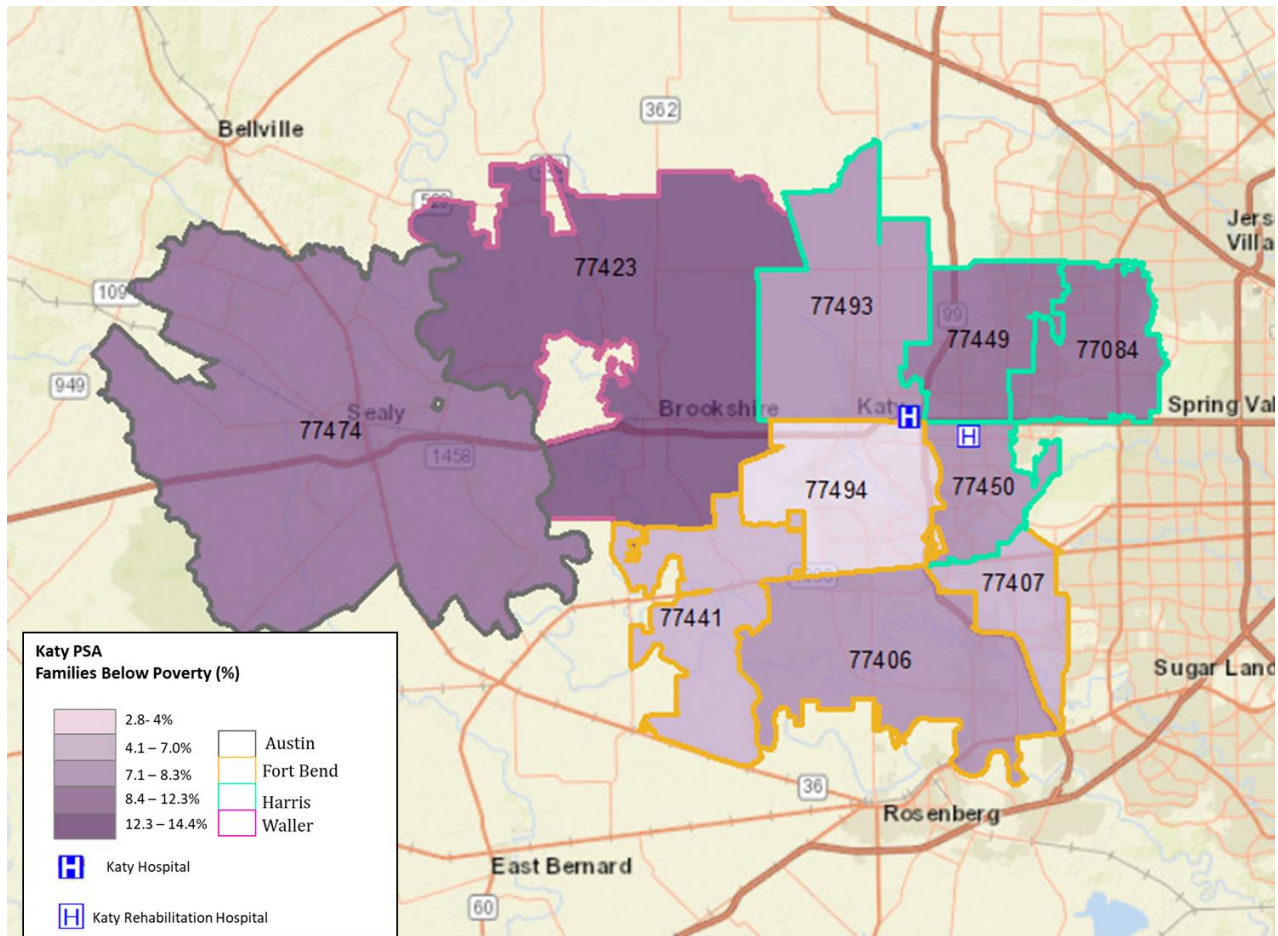 362
Bellville
529
Jers
Villa
77423
109
77493
99
77449
77084
949
Sealy
Brookshire
Katy
H
Spring Val
77474
H
1458
77450
77494
77407
77441
77406
Sugar Land
36
Rosenberg
East Bernard
60
Katy PSA
Families Below Poverty (%)
2.8- 4%
4.1 – 7.0%
7.1 – 8.3%
8.4 – 12.3%
12.3 – 14.4%
Austin
Fort Bend
Harris
Waller
H Katy Hospital
H Katy Rehabilitation Hospital